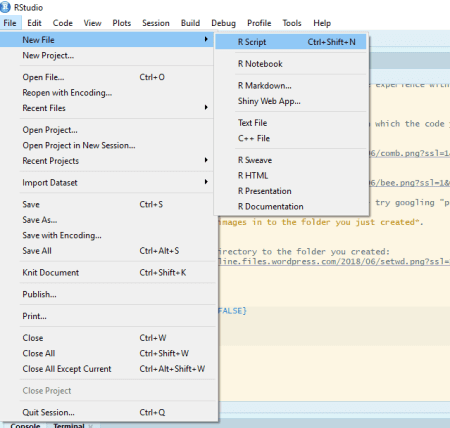 RStudio
File Edit Code View Plots Session Build Debug Profile Tools Help
New File
New Project...
Open File... Ctrl+O
Reopen with Encoding...
Recent Files
Open Project...
Open Project in New Session...
Recent Projects
Import Dataset
Save Ctrl+S
Save As...
Save with Encoding...
Save All Ctrl+Alt+S
Knit Document Ctrl+Shift+K
Publish...
Print...
Close Ctrl+W
Close All Ctrl+Shift+W
Close All Except Current Ctrl+Alt+Shift+W
Close Project
Quit Session... Ctrl+Q
R Script Ctrl+Shift+N
R Notebook
R Markdown...
Shiny Web App...
Text File
C++ File
R Sweave
R HTML
R Presentation
R Documentation
experience with
which the code
06/comb.png?ssl=1
06/bee.png?ssl=1&
try googling "p
images in to the folder you just created".
directory to the folder you created:
line.files.wordpress.com/2018/06/setwd.png?ssl=
FALSE}
Console Terminal